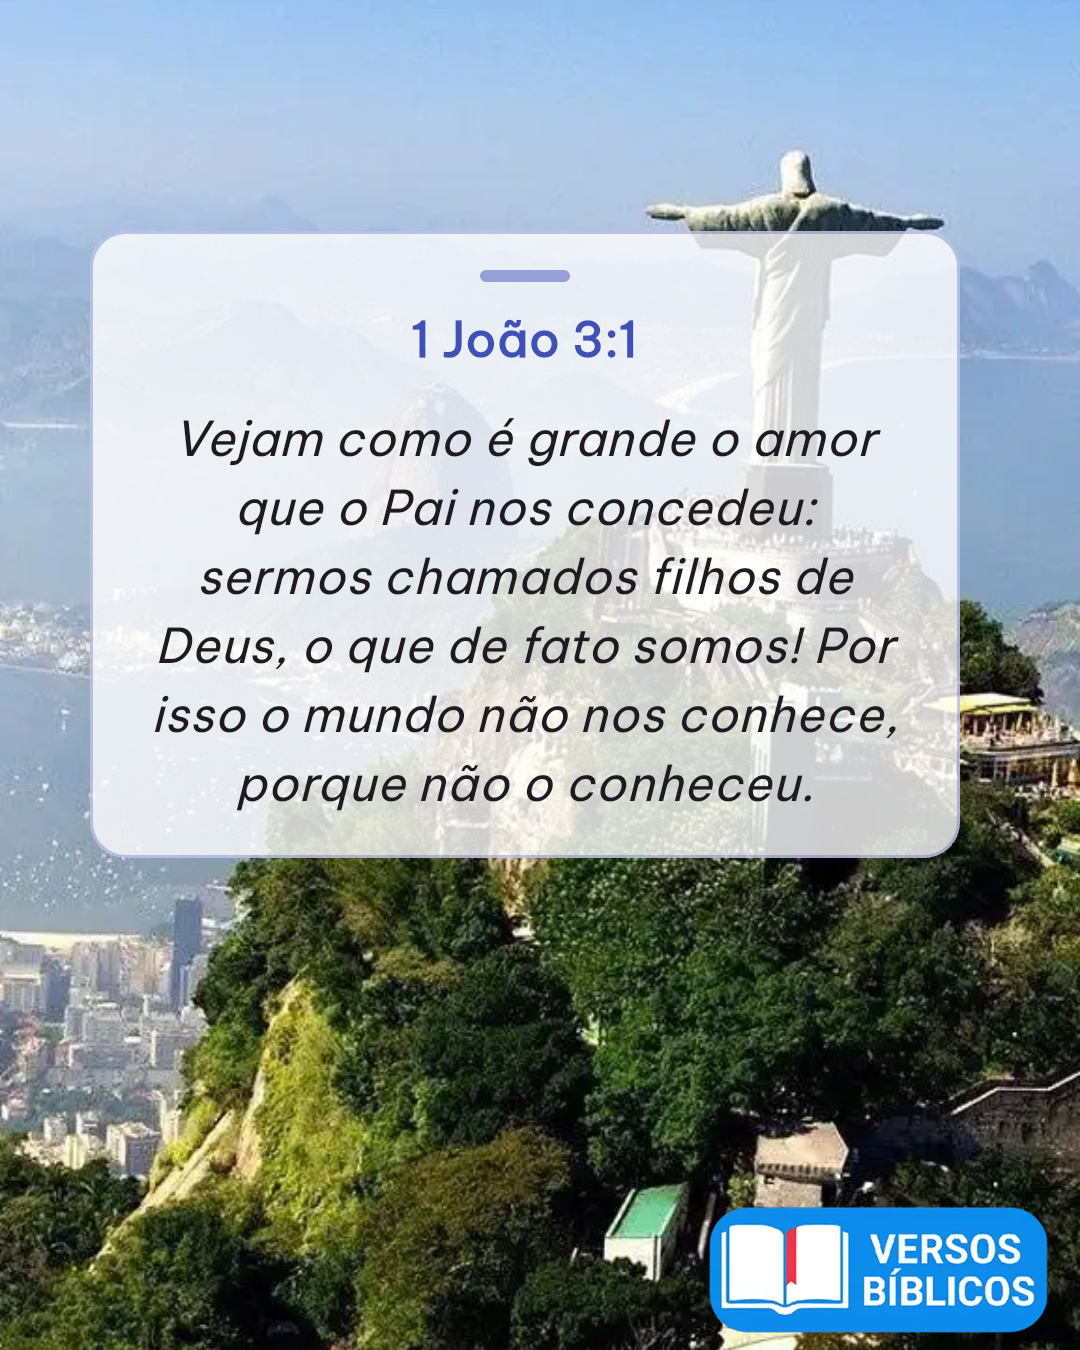 1 João 3:1
Vejam como é grande o amor
que o Pai nos concedeu:
sermos chamados filhos de
Deus, o que de fato somos! Por
isso o mundo não nos conhece,
porque não o conheceu.
VERSOS
BÍBLICOS